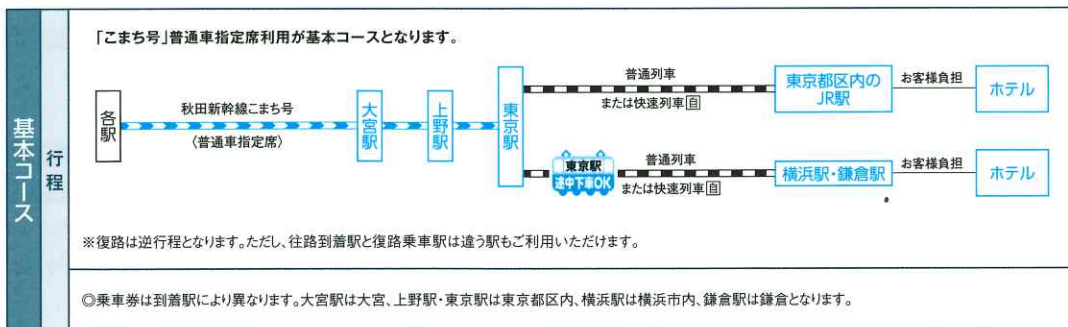 基本コース
行程
「こまち号」普通車指定席利用が基本コースとなります。
各駅
秋田新幹線こまち号
〈普通車指定席〉
大宮駅
上野駅
東京駅
普通列車
または快速列車自
東京都区内の
JR駅
お客様負担
ホテル
東京駅
途中下車OK
普通列車
または快速列車自
横浜駅・鎌倉駅
お客様負担
ホテル
※復路は逆行程となります。ただし、往路到着駅と復路乗車駅は違う駅もご利用いただけます。
◎乗車券は到着駅により異なります。大宮駅は大宮、上野駅・東京駅は東京都区内、横浜駅は横浜市内、鎌倉駅は鎌倉となります。